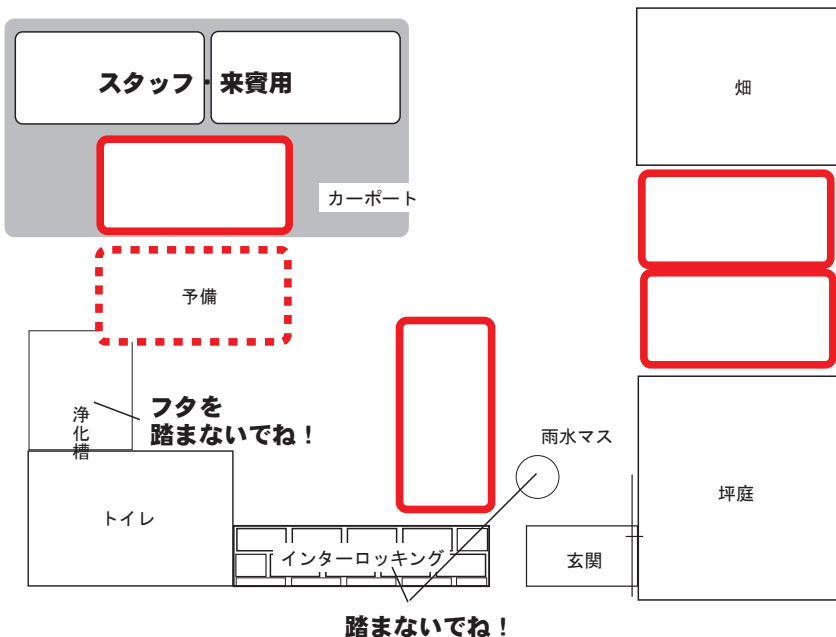 スタッフ・来賓用
畑
カーポート
予備
フタを
踏まないでね！
浄化槽
雨水マス
トイレ
坪庭
インターロッキング
玄関
踏まないでね！